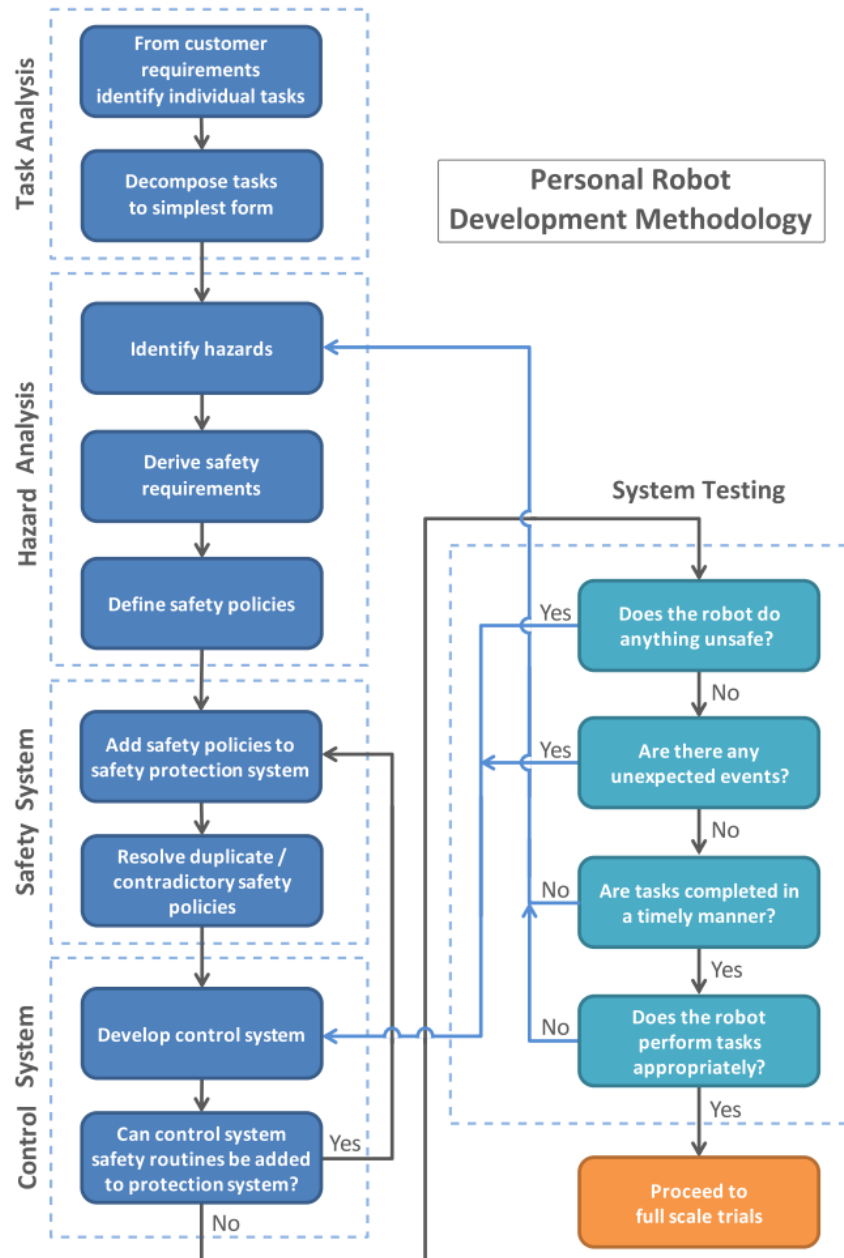 Task Analysis
From customer
requirements
identify individual tasks
Decompose tasks
to simplest form
Personal Robot
Development Methodology
Hazard Analysis
Identify hazards
Derive safety
requirements
Define safety policies
Safety System
Add safety policies to
safety protection system
Resolve duplicate /
contradictory safety
policies
Control System
Develop control system
Can control system
safety routines be added
to protection system?
Yes
No
System Testing
Does the robot do
anything unsafe?
Yes
No
Are there any
unexpected events?
Yes
No
Are tasks completed in
a timely manner?
No
Yes
Does the robot
perform tasks
appropriately?
No
Yes
Proceed to
full scale trials